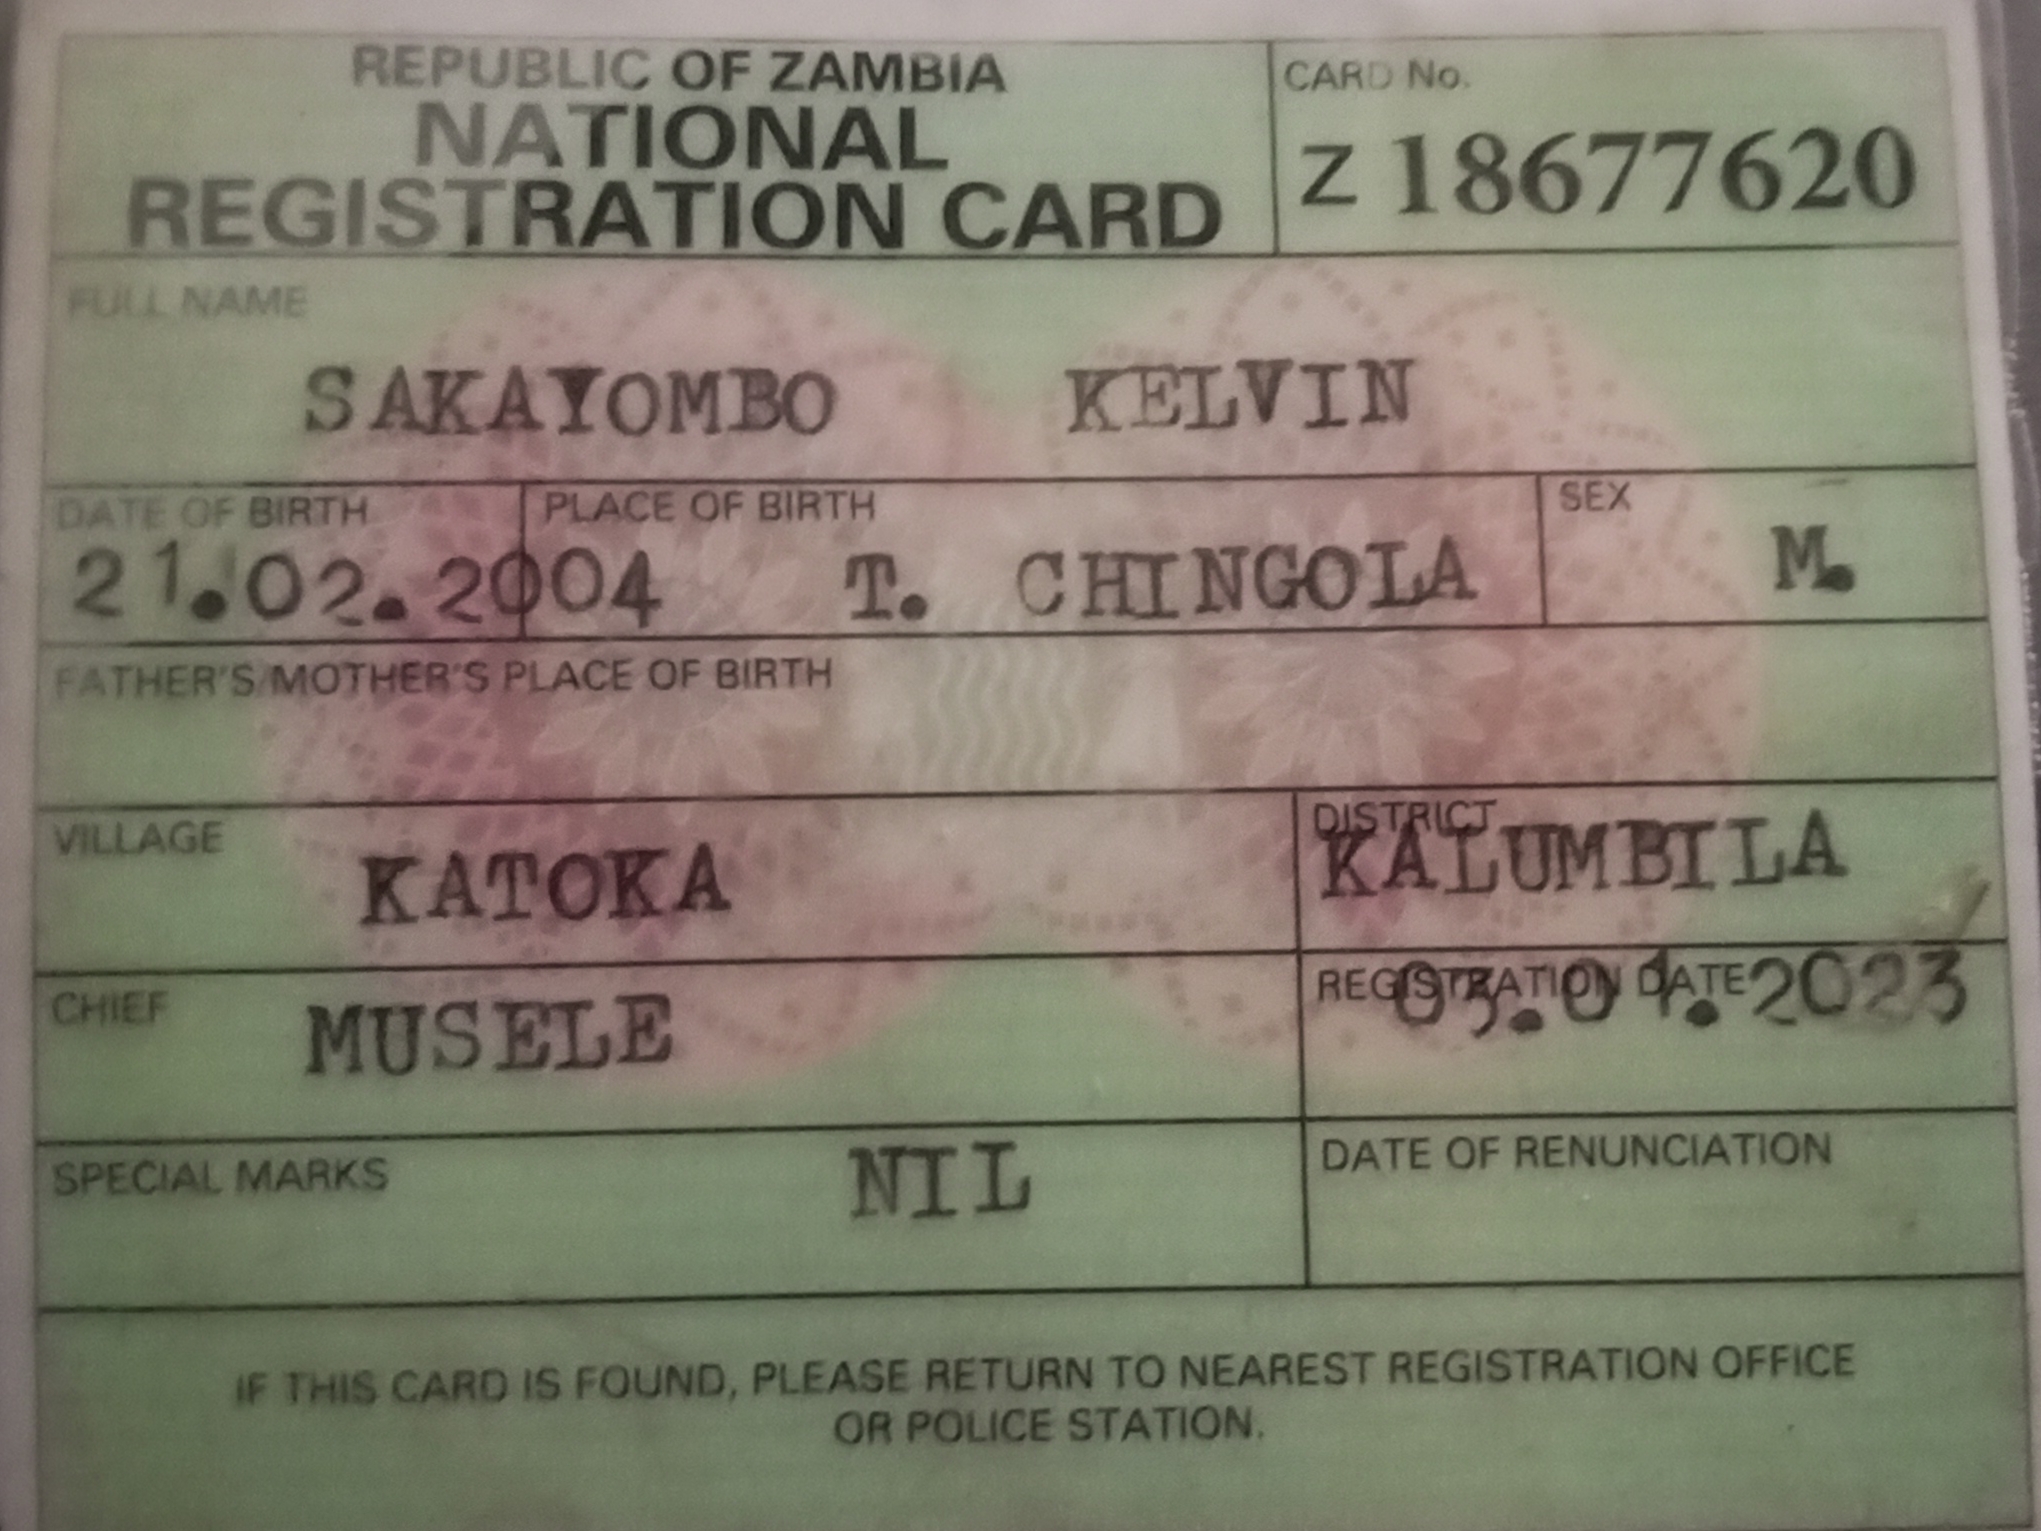 REPUBLIC OF ZAMBIA
NATIONAL
REGISTRATION CARD
CARD No.
Z 18677620
FULL NAME
SAKAYOMBO KELVIN
DATE OF BIRTH
21.02.2004
PLACE OF BIRTH
T. CHINGOLA
SEX
M.
FATHER'S/MOTHER'S PLACE OF BIRTH
VILLAGE
KATOKA
DISTRICT
KALUMBILA
CHIEF
MUSELE
REGISTRATION DATE
SPECIAL MARKS
NIL
DATE OF RENUNCIATION
IF THIS CARD IS FOUND, PLEASE RETURN TO NEAREST REGISTRATION OFFICE
OR POLICE STATION.